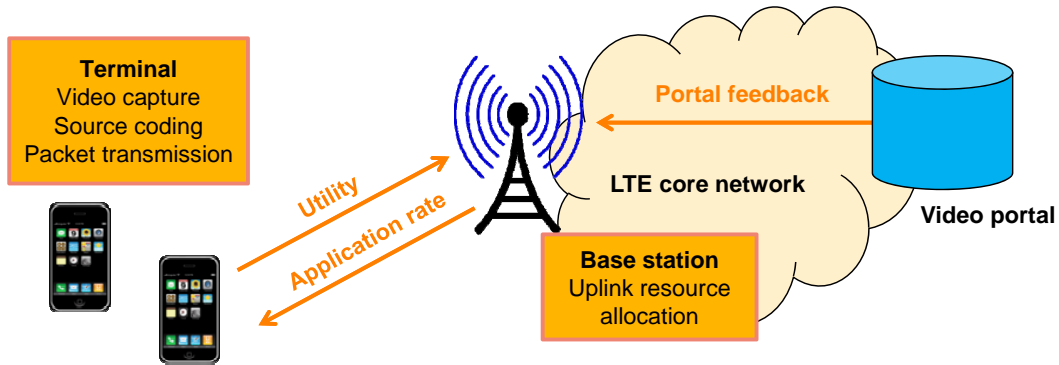 Terminal
Video capture
Source coding
Packet transmission
Portal feedback
LTE core network
Video portal
Utility
Application rate
Base station
Uplink resource
allocation